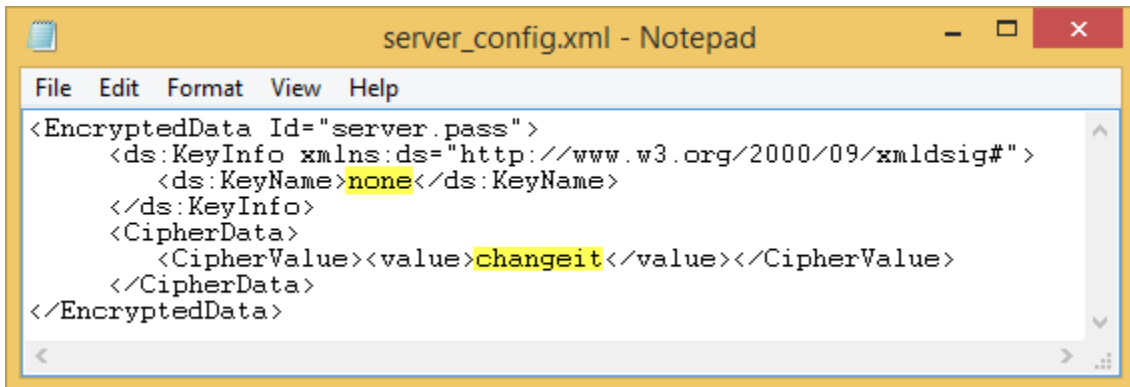 server_config.xml - Notepad
File Edit Format View Help
<EncryptedData Id="server.pass">
<ds:KeyInfo xmlns:ds="http://www.w3.org/2000/09/xmldsig#">
<ds:KeyName>none</ds:KeyName>
</ds:KeyInfo>
<CipherData>
<CipherValue><value>changeit</value></CipherValue>
</CipherData>
</EncryptedData>